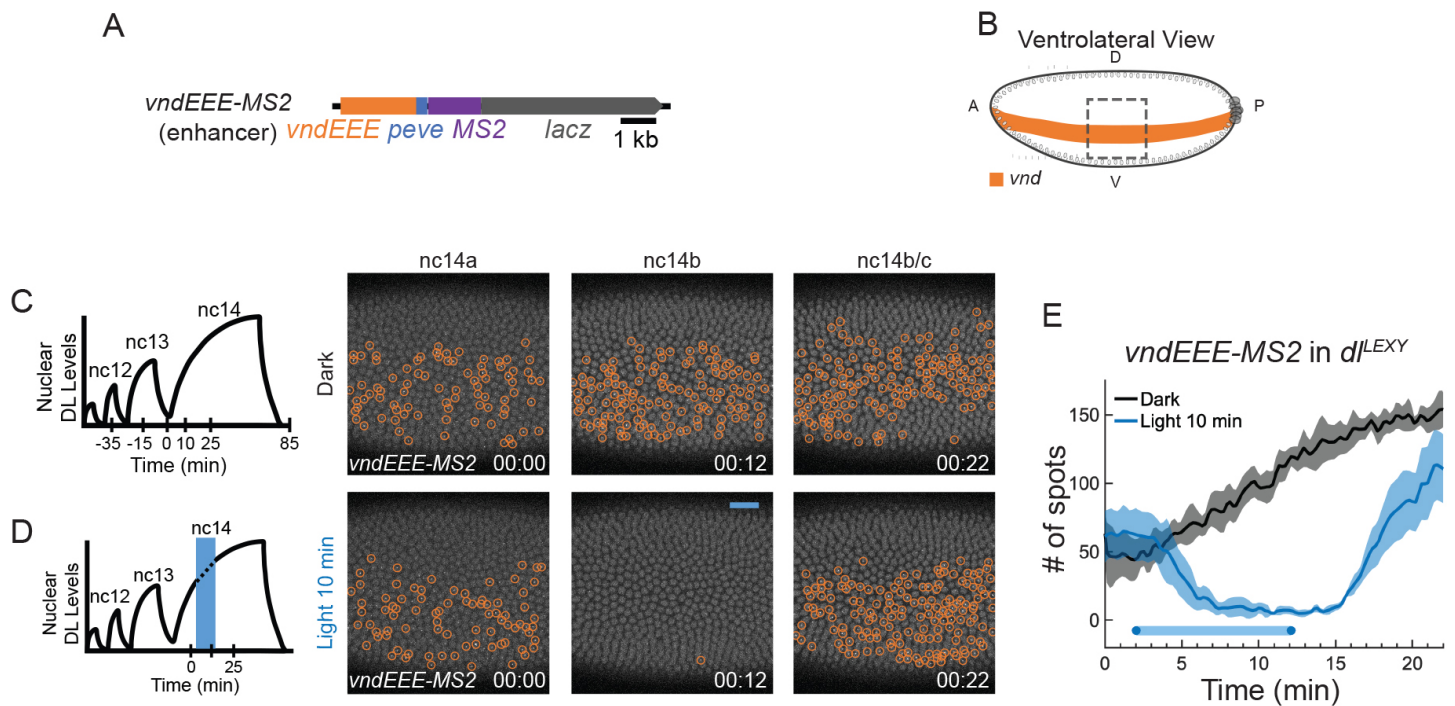 A
vndEEE-MS2
(enhancer)
vndEEE peve MS2 lacz
1 kb
B
Ventrolateral View
D
A
P
V
vnd
C
Nuclear
DL Levels
nc12
nc13
nc14
-35 -15 0 10 25 85
Time (min)
nc14a
nc14b
nc14b/c
Dark
vndEEE-MS2 00:00
00:12
00:22
D
Nuclear
DL Levels
nc12
nc13
nc14
0 25
Time (min)
Light 10 min
vndEEE-MS2 00:00
00:12
00:22
E
vndEEE-MS2 in dl^LEXY
Dark
Light 10 min
# of spots
150
100
50
0
0 5 10 15 20
Time (min)